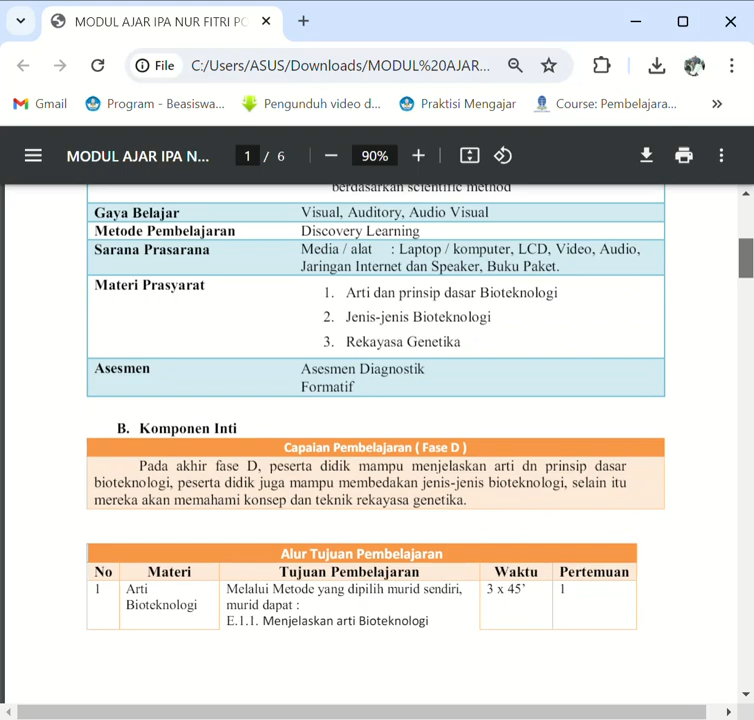 MODUL AJAR IPA NUR FITRI PO
File C:/Users/ASUS/Downloads/MODUL%20AJAR...
Gmail Program - Beasiswa... Pengunduh video d... Praktisi Mengajar Course: Pembelajara... »
MODUL AJAR IPA N... 1 / 6 90%
berdasarkan scientific method
Gaya Belajar Visual, Auditory, Audio Visual
Metode Pembelajaran Discovery Learning
Sarana Prasarana Media / alat : Laptop / komputer, LCD, Video, Audio,
Jaringan Internet dan Speaker, Buku Paket.
Materi Prasyarat
1. Arti dan prinsip dasar Bioteknologi
2. Jenis-jenis Bioteknologi
3. Rekayasa Genetika
Asesmen Asesmen Diagnostik
Formatif
B. Komponen Inti
Capaian Pembelajaran ( Fase D )
Pada akhir fase D, peserta didik mampu menjelaskan arti dn prinsip dasar
bioteknologi, peserta didik juga mampu membedakan jenis-jenis bioteknologi, selain itu
mereka akan memahami konsep dan teknik rekayasa genetika.
Alur Tujuan Pembelajaran
No Materi Tujuan Pembelajaran Waktu Pertemuan
1 Arti Melalui Metode yang dipilih murid sendiri, 3 x 45’ 1
Bioteknologi murid dapat :
E.1.1. Menjelaskan arti Bioteknologi